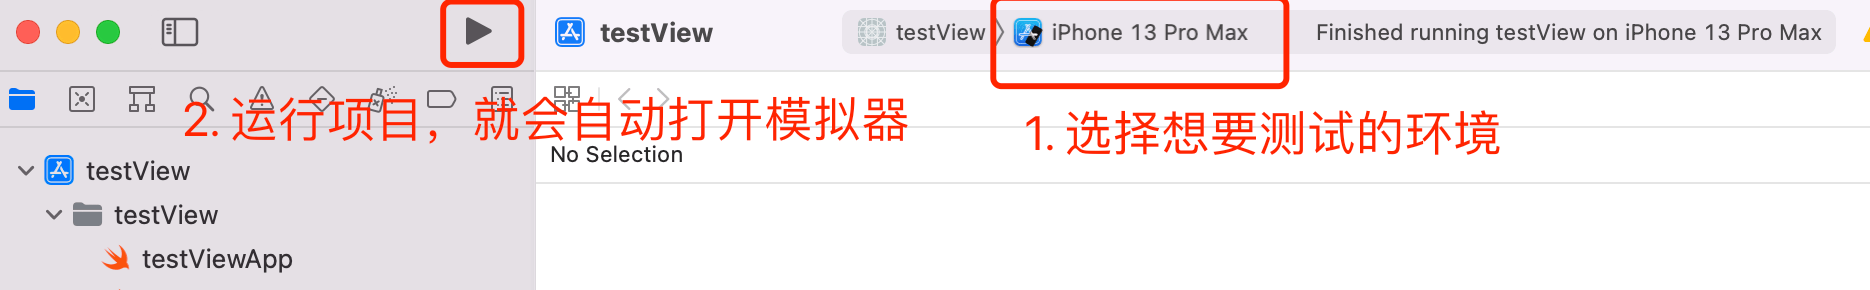 testView
testView
iPhone 13 Pro Max
Finished running testView on iPhone 13 Pro Max
2. 运行项目，就会自动打开模拟器
1. 选择想要测试的环境
No Selection
testView
testView
testViewApp